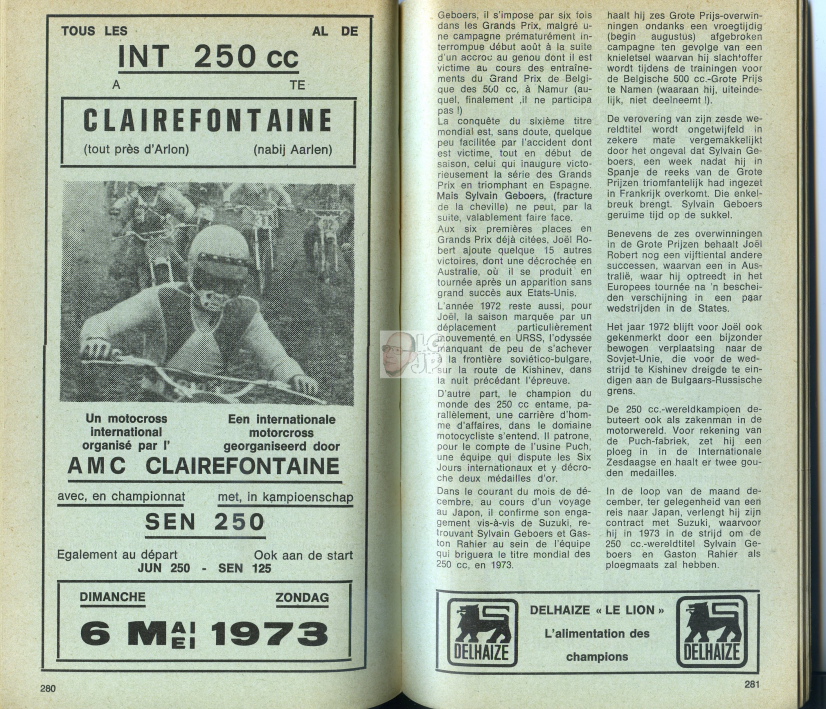 TOUS LES AL DE
INT 250 cc
A TE
CLAIREFONTAINE
(tout près d'Arlon) (nabij Aarlen)
Un motocross
international
organisé par l'
Een internationale
motorcross
georganiseerd door
AMC CLAIREFONTAINE
avec, en championnat met, in kampioenschap
SEN 250
Egalement au départ Ook aan de start
JUN 250 - SEN 125
DIMANCHE ZONDAG
6 MAI MEI 1973
280
Geboers, il s'impose par six fois
dans les Grands Prix, malgré u-
ne campagne prématurément in-
terrompue début août à la suite
d'un accroc au genou dont il est
victime au cours des entraîne-
ments du Grand Prix de Belgi-
que des 500 cc, à Namur (au-
quel, finalement ,il ne participa
pas !)
La conquête du sixième titre
mondial est, sans doute, quelque
peu facilitée par l'accident dont
est victime, tout en début de
saison, celui qui inaugure victo-
rieusement la série des Grands
Prix en triomphant en Espagne.
Mais Sylvain Geboers, (fracture
de la cheville) ne peut, par la
suite, valablement faire face.
Aux six premières places en
Grands Prix déjà citées, Joël Ro-
bert ajoute quelque 15 autres
victoires, dont une décrochée en
Australie, où il se produit en
tournée après un apparition sans
grand succès aux Etats-Unis.
L'année 1972 reste aussi, pour
Joël, la saison marquée par un
déplacement particulièrement
mouvementé en URSS, l'odyssée
manquant de peu de s'achever
à la frontière soviéto-bulgare,
sur la route de Kishinev, dans
la nuit précédant l'épreuve.
D'autre part, le champion du
monde des 250 cc entame, pa-
rallèlement, une carrière d'hom-
me d'affaires, dans le domaine
motocycliste s'entend. Il patrone,
pour le compte de l'usine Puch,
une équipe qui dispute les Six
Jours internationaux et y décro-
che deux médailles d'or.
Dans le courant du mois de dé-
cembre, au cours d'un voyage
au Japon, il confirme son enga-
gement vis-à-vis de Suzuki, re-
trouvant Sylvain Geboers et Gas-
ton Rahier au sein de l'équipe
qui briguera le titre mondial des
250 cc, en 1973.
haalt hij zes Grote Prijs-overwin-
ningen ondanks een vroegtijdig
(begin augustus) afgebroken
campagne ten gevolge van een
knieletsel waarvan hij slachtoffer
wordt tijdens de trainingen voor
de Belgische 500 cc.-Grote Prijs
te Namen (waaraan hij, uiteinde-
lijk, niet deelneemt !).
De verovering van zijn zesde we-
reldtitel wordt ongetwijfeld in
zekere mate vergemakkelijkt
door het ongeval dat Sylvain Ge-
boers, een week nadat hij in
Spanje de reeks van de Grote
Prijzen triomfantelijk had ingezet
in Frankrijk overkomt. Die enkel-
breuk brengt. Sylvain Geboers
geruime tijd op de sukkel.
Benevens de zes overwinningen
in de Grote Prijzen behaalt Joël
Robert nog een vijftiental andere
successen, waarvan een in Aus-
tralië, waar hij optreedt in het
Europees tournée na 'n beschei-
den verschijning in een paar
wedstrijden in de States.
Het jaar 1972 blijft voor Joël ook
gekenmerkt door een bijzonder
bewogen verplaatsing naar de
Sovjet-Unie, die voor de wed-
strijd te Kishinev dreigde te ein-
digen aan de Bulgaars-Russische
grens.
De 250 cc.-wereldkampioen de-
buteert ook als zakenman in de
motorwereld. Voor rekening van
de Puch-fabriek, zet hij een
ploeg in in de Internationale
Zesdaagse en haalt er twee gou-
den medailles.
In de loop van de maand de-
cember, ter gelegenheid van een
reis naar Japan, verlengt hij zijn
contract met Suzuki, waarvoor
hij in 1973 in de strijd om de
250 cc.-wereldtitel Sylvain Ge-
boers en Gaston Rahier als
ploegmaats zal hebben.
DELHAIZE
DELHAIZE « LE LION »
L'alimentation des
champions
DELHAIZE
281